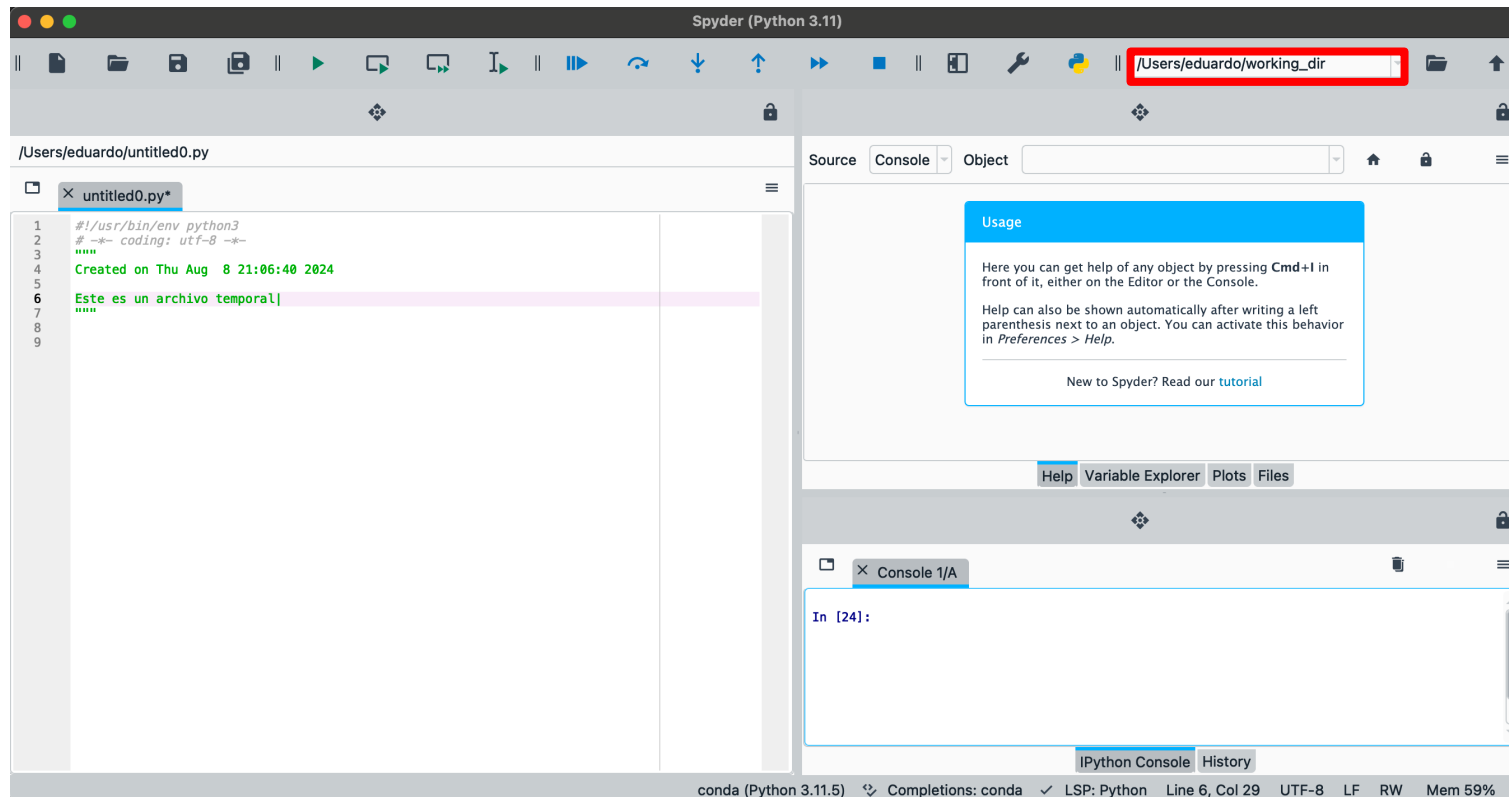 Spyder (Python 3.11)
/Users/eduardo/working_dir
/Users/eduardo/untitled0.py
untitled0.py*
1 #!/usr/bin/env python3
2 # -*- coding: utf-8 -*-
3 """
4 Created on Thu Aug  8 21:06:40 2024
5
6 Este es un archivo temporal
7 """
8
9
Source Console Object
Usage
Here you can get help of any object by pressing Cmd+I in
front of it, either on the Editor or the Console.
Help can also be shown automatically after writing a left
parenthesis next to an object. You can activate this behavior
in Preferences > Help.
New to Spyder? Read our tutorial
Help Variable Explorer Plots Files
Console 1/A
In [24]:
IPython Console History
conda (Python 3.11.5) Completions: conda LSP: Python Line 6, Col 29 UTF-8 LF RW Mem 59%